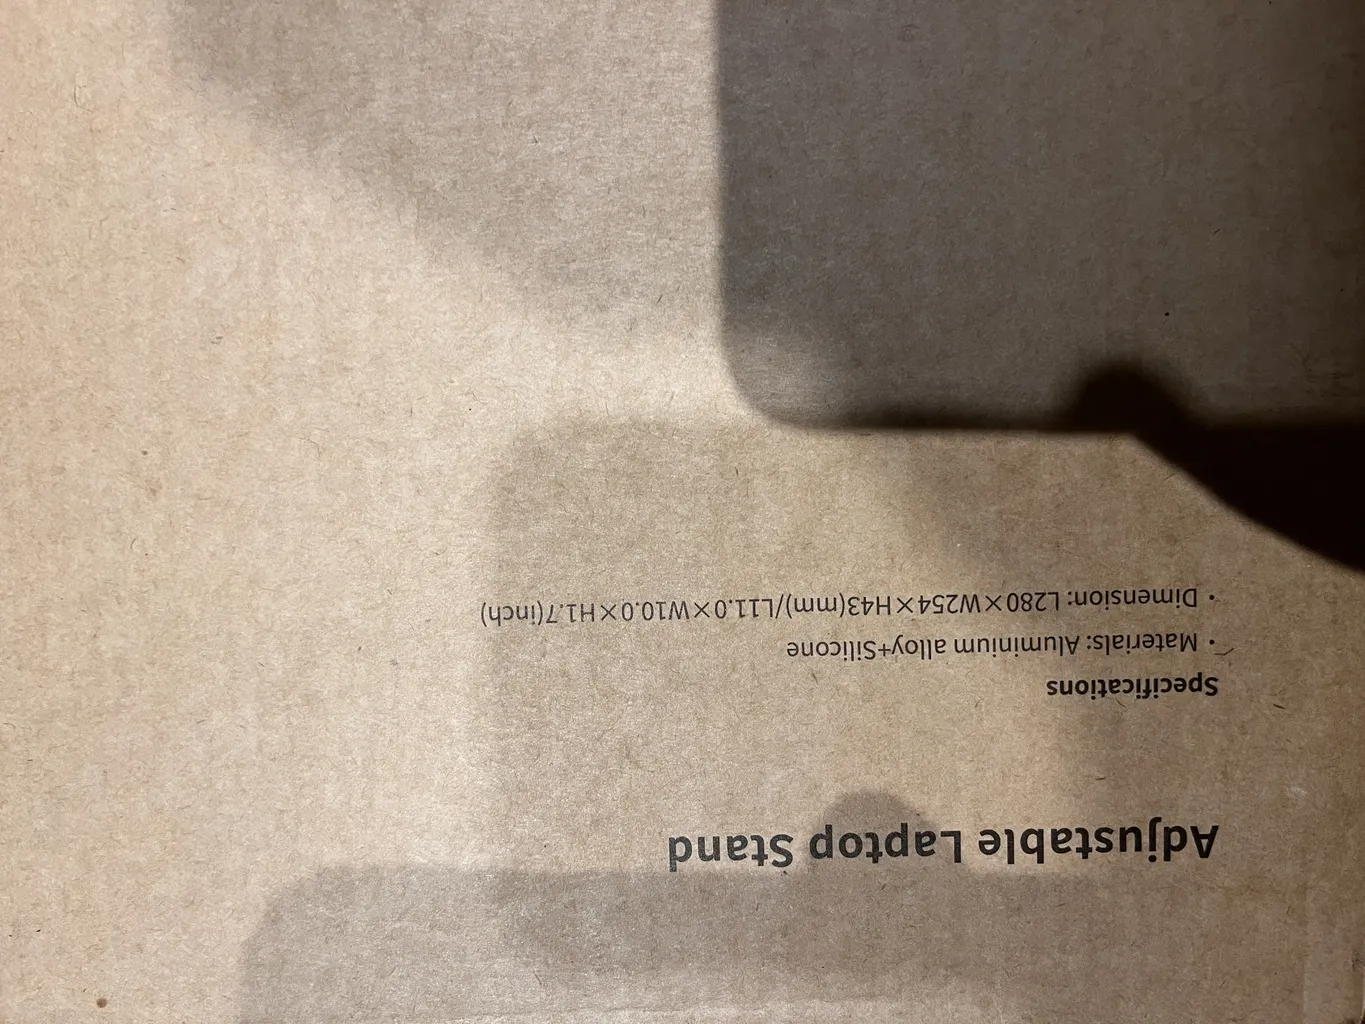 Adjustable Laptop Stand
Specifications
· Materials: Aluminium alloy+Silicone
· Dimension: L280×W254×H43(mm)/L11.0×W10.0×H1.7(inch)